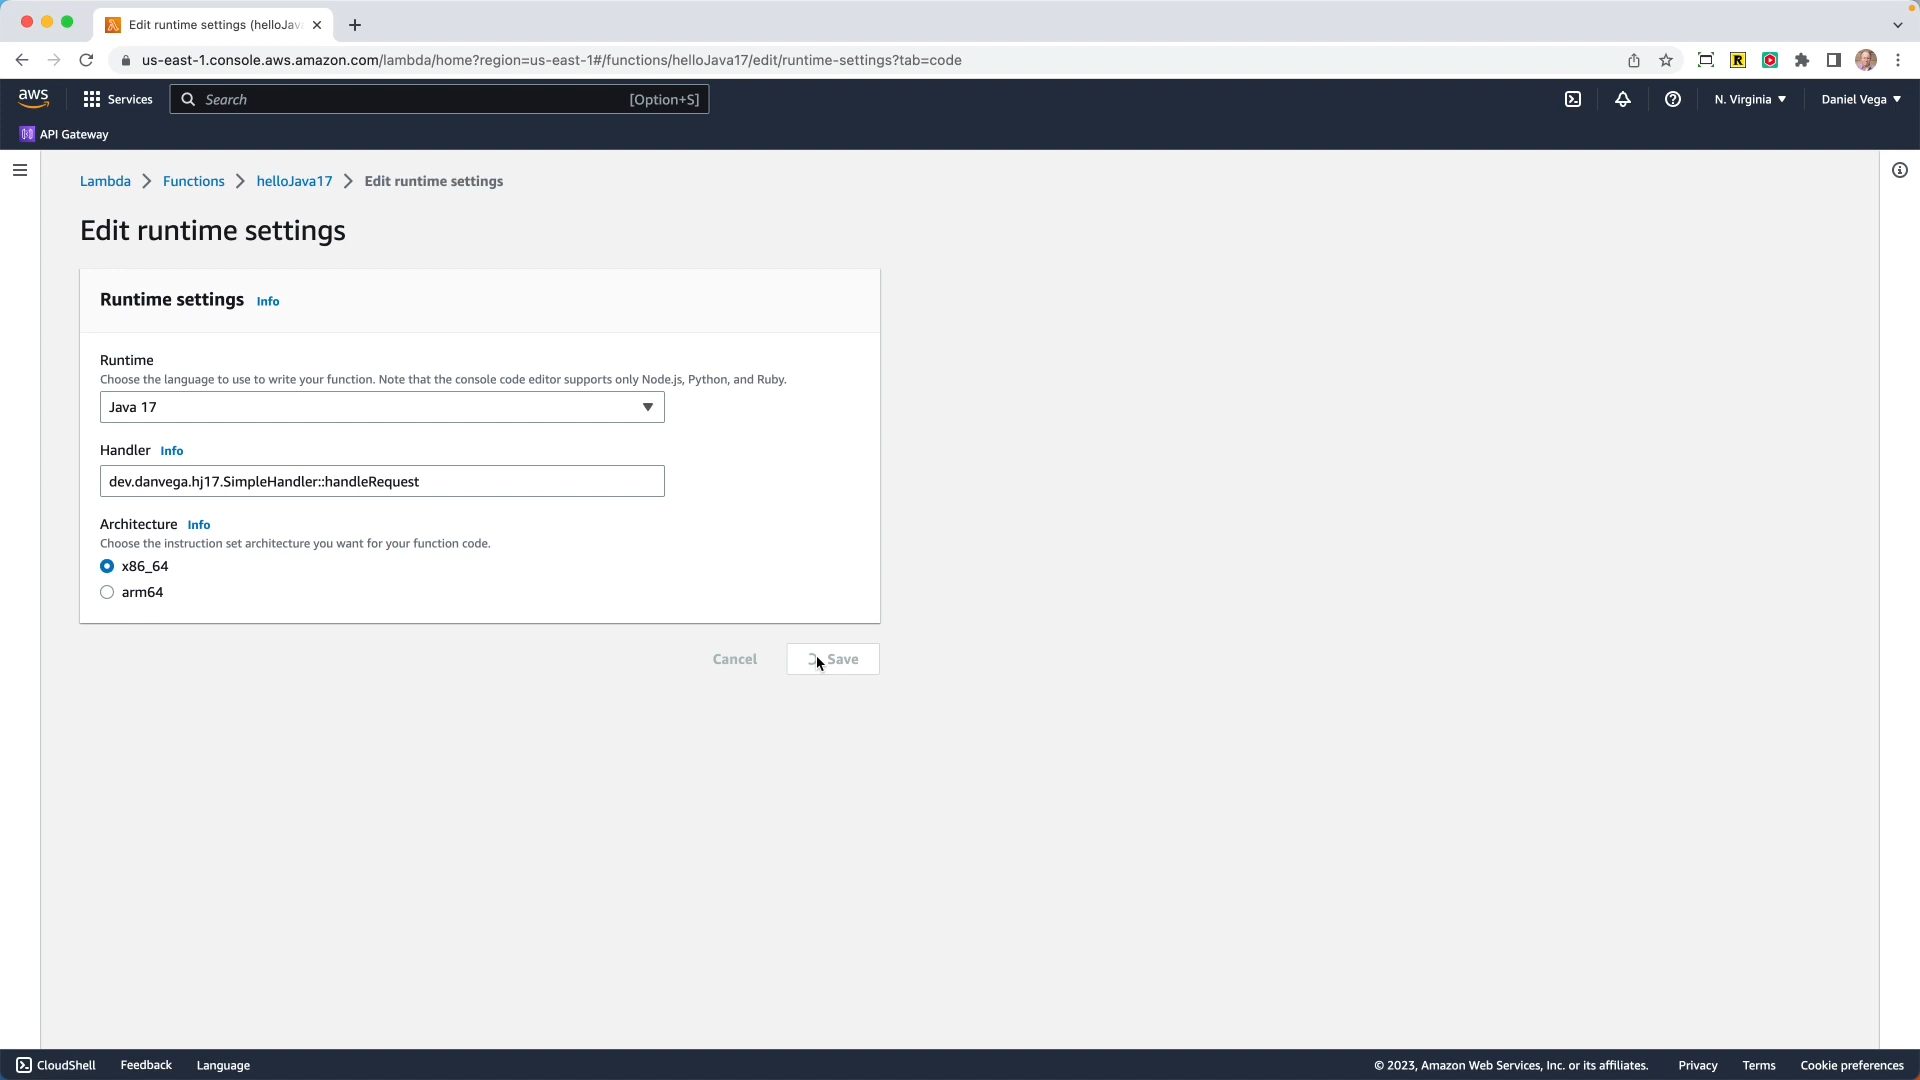 Edit runtime settings (helloJava
us-east-1.console.aws.amazon.com/lambda/home?region=us-east-1#/functions/helloJava17/edit/runtime-settings?tab=code
R
aws
Services
Search
[Option+S]
N. Virginia
Daniel Vega
API Gateway
Lambda
Functions
helloJava17
Edit runtime settings
Edit runtime settings
Runtime settings Info
Runtime
Choose the language to use to write your function. Note that the console code editor supports only Node.js, Python, and Ruby.
Java 17
Handler Info
dev.danvega.hj17.SimpleHandler::handleRequest
Architecture Info
Choose the instruction set architecture you want for your function code.
x86_64
arm64
Cancel
Save
CloudShell
Feedback
Language
© 2023, Amazon Web Services, Inc. or its affiliates.
Privacy
Terms
Cookie preferences